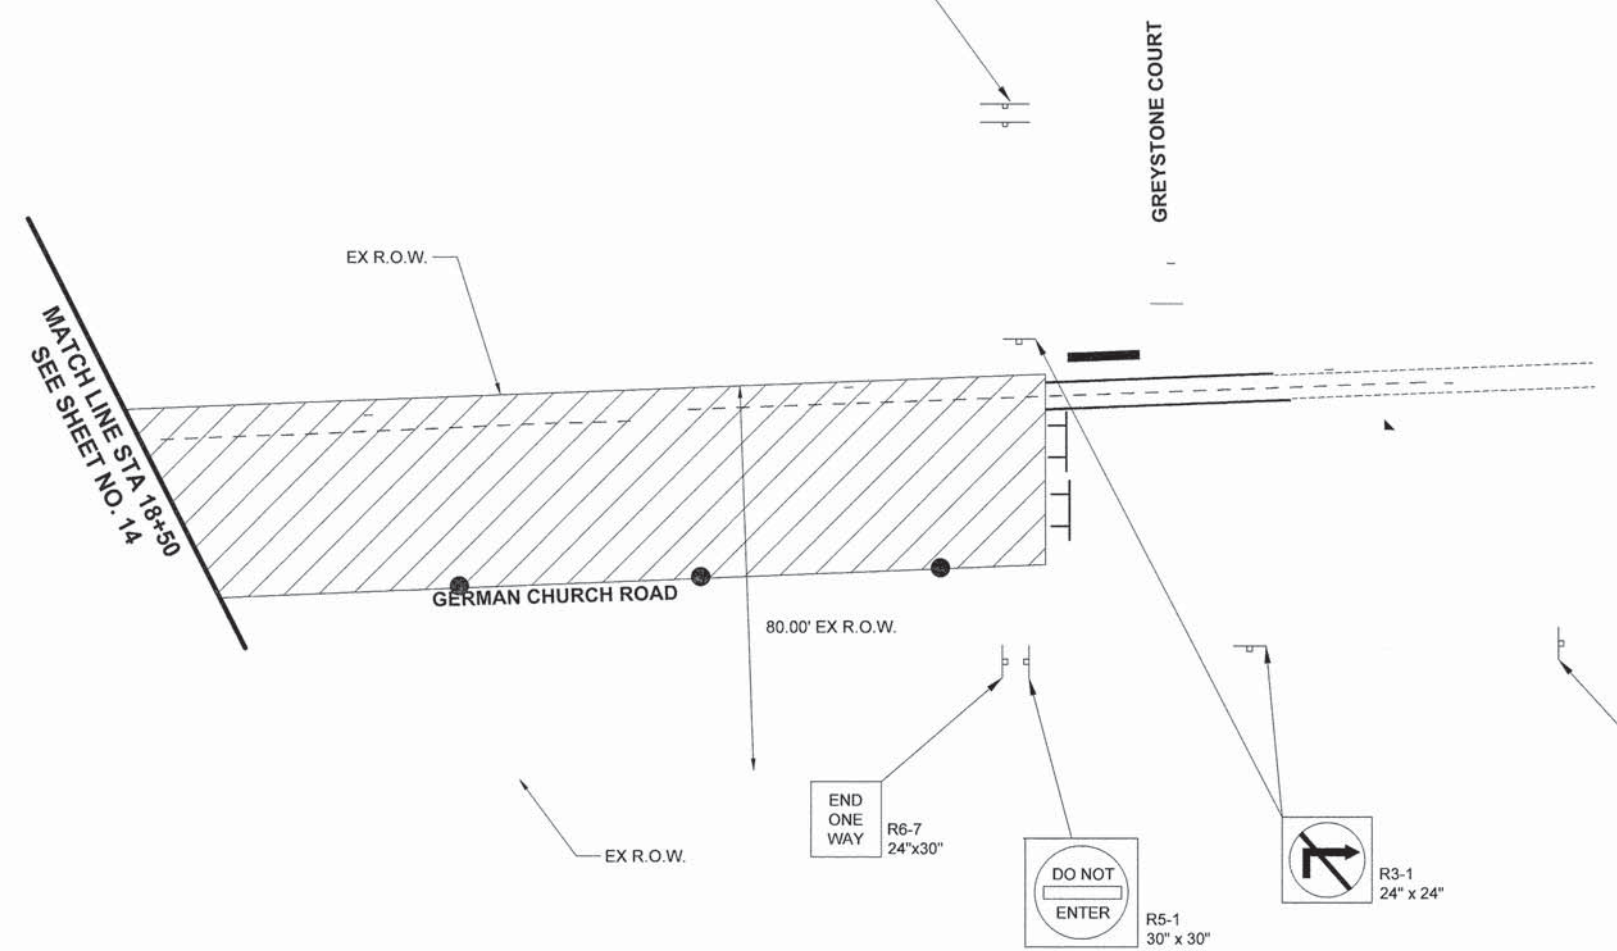 GREYSTONE COURT
EX R.O.W.
MATCH LINE STA 18+50
SEE SHEET NO. 14
GERMAN CHURCH ROAD
80.00' EX R.O.W.
END
ONE
WAY
R6-7
24"x30"
EX R.O.W.
DO NOT
ENTER
R5-1
30" x 30"
R3-1
24" x 24"